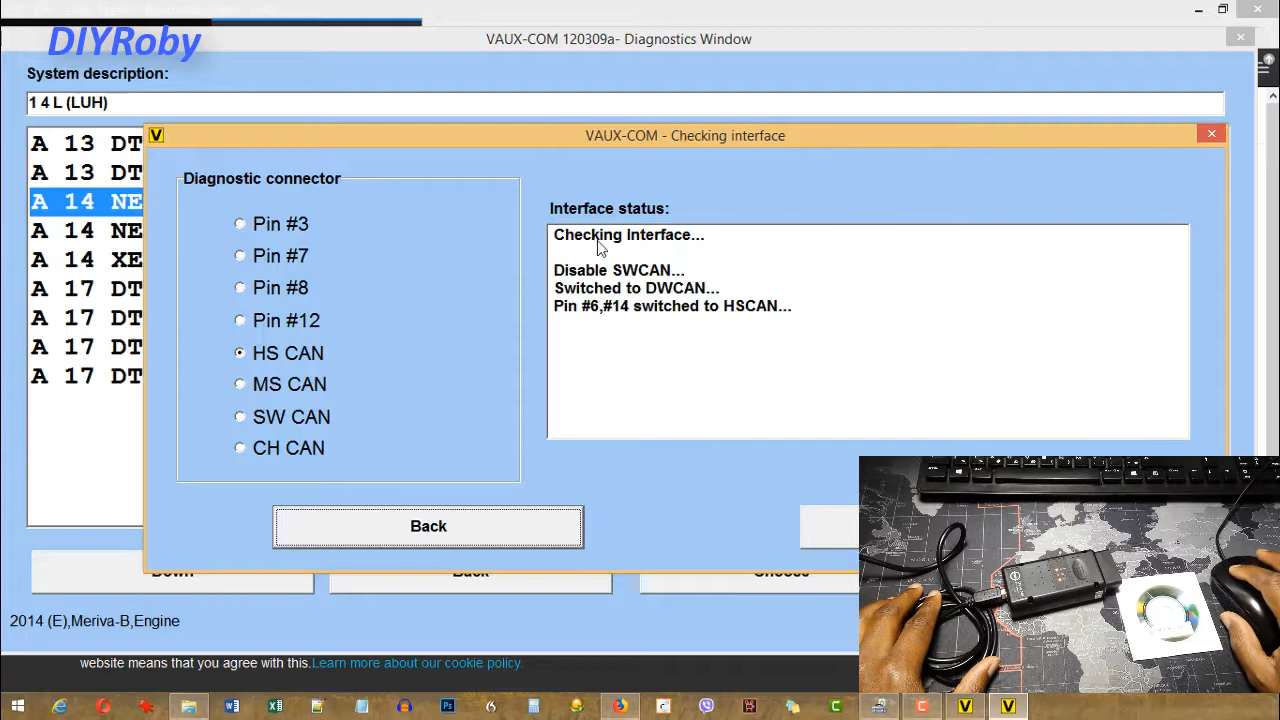 DIYRoby
VAUX-COM 120309a- Diagnostics Window
System description:
1 4 L (LUH)
A 13 DT
A 13 DT
A 14 NE
A 14 NE
A 14 XE
A 17 DT
A 17 DT
A 17 DT
A 17 DT
V VAUX-COM - Checking interface
Diagnostic connector
Pin #3
Pin #7
Pin #8
Pin #12
HS CAN
MS CAN
SW CAN
CH CAN
Interface status:
Checking Interface...
Disable SWCAN...
Switched to DWCAN...
Pin #6,#14 switched to HSCAN...
Back
Down
Back
Choose
2014 (E),Meriva-B,Engine
website means that you agree with this.Learn more about our cookie policy.